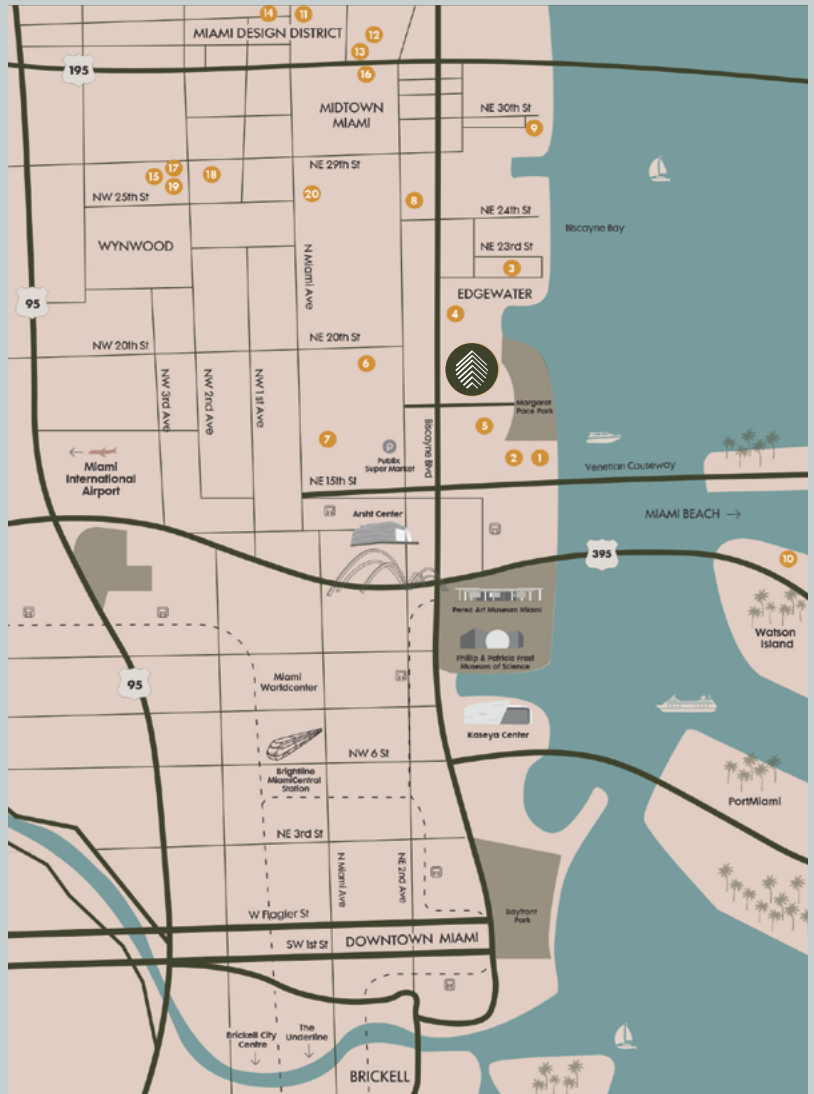 14
11
MIAMI DESIGN DISTRICT
12
13
195
16
MIDTOWN
MIAMI
NE 30th St
9
NE 29th St
17
15
18
19
NW 25th St
20
8
NE 24th St
Biscayne Bay
WYNWOOD
NE 23rd St
3
N Miami Ave
EDGEWATER
95
4
NW 20th St
NE 20th St
6
NW 3rd Ave
NW 2nd Ave
NW 1st Ave
Margaret
Pace Park
5
Biscayne Blvd
7
P
Publix
Super Market
2
1
Miami
International
Airport
NE 15th St
Venetian Causeway
Arsht Center
MIAMI BEACH →
395
10
Perez Art Museum Miami
Watson
Island
Phillip & Patricia Frost
Museum of Science
95
Miami
Worldcenter
Kaseya Center
NW 6 St
Brightline
MiamiCentral
Station
PortMiami
NE 3rd St
N Miami Ave
NE 2nd Ave
W Flagler St
Bayfront
Park
SW 1st St
DOWNTOWN MIAMI
Brickell City
Centre
The
Underline
BRICKELL